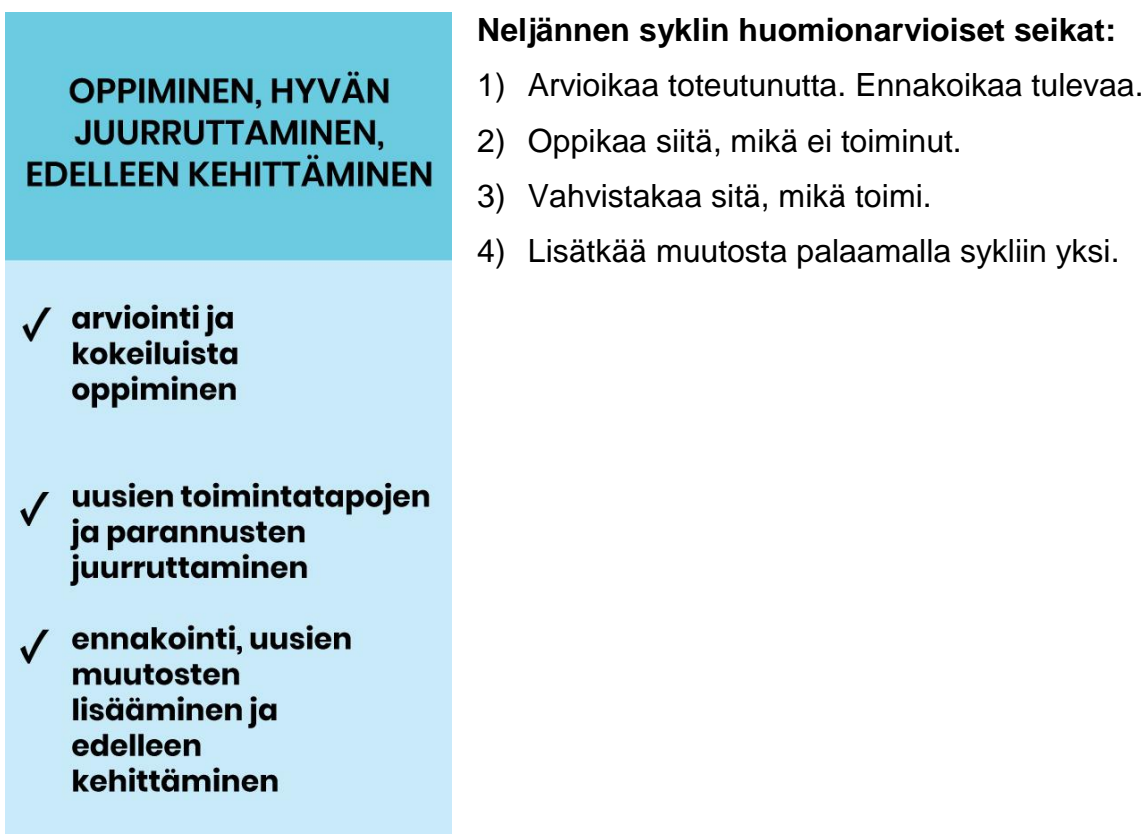 OPPIMINEN, HYVÄN
JUURRUTTAMINEN,
EDELLEEN KEHITTÄMINEN
✓ arviointi ja
kokeiluista
oppiminen
✓ uusien toimintatapojen
ja parannusten
juurruttaminen
✓ ennakointi, uusien
muutosten
lisääminen ja
edelleen
kehittäminen
Neljännen syklin huomionarvioiset seikat:
1) Arvioikaa toteutunutta. Ennakoikaa tulevaa.
2) Oppikaa siitä, mikä ei toiminut.
3) Vahvistakaa sitä, mikä toimi.
4) Lisätkää muutosta palaamalla sykliin yksi.